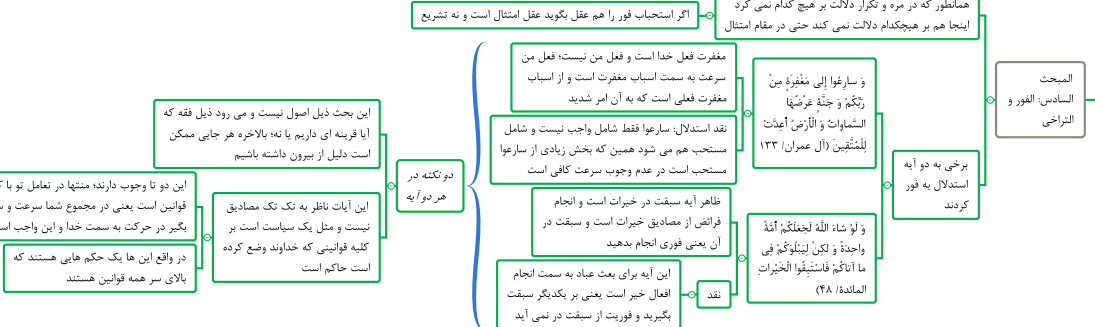 المبحث
السادس: الفور و
التراخی
همانطور که در مره و تکرار دلالت بر هیچ کدام نمی کرد
اینجا هم بر هیچکدام دلالت نمی کند حتی در مقام امتثال
اگر استحباب فور را هم عقل بگوید عقل امتثال است و نه تشریع
برخی به دو آیه
استدلال به فور
کردند
وَ سارِعُوا إِلى مَغْفِرَةٍ مِنْ
رَبِّكُمْ وَ جَنَّةٍ عَرْضُهَا
السَّماواتُ وَ الْأَرْضُ أُعِدَّتْ
لِلْمُتَّقِينَ (آل عمران/ ۱۳۳
مغفرت فعل خدا است و فعل من نیست؛ فعل من
سرعت به سمت اسباب مغفرت است و از اسباب
مغفرت فعلی است که به آن امر شدید
نقد استدلال: سارعوا فقط شامل واجب نیست و شامل
مستحب هم می شود همین که بخش زیادی از سارعوا
مستحب است در عدم وجوب سرعت کافی است
وَ لَوْ شاءَ اللَّهُ لَجَعَلَكُمْ أُمَّةً
واحِدَةً وَ لكِنْ لِيَبْلُوَكُمْ فِي
ما آتاكُمْ فَاسْتَبِقُوا الْخَيْراتِ
المائدة/ ۴۸)
ظاهر آیه سبقت در خیرات است و انجام
فرائض از مصادیق خیرات است و سبقت در
آن یعنی فوری انجام بدهید
نقد
این آیه برای بعث عباد به سمت انجام
افعال خیر است یعنی بر یکدیگر سبقت
بگیرید و فوریت از سبقت در نمی آید
دو نکته در
هر دو آیه
این بحث ذیل اصول نیست و می رود ذیل فقه که
آیا قرینه ای داریم یا نه؛ بالاخره هر جایی ممکن
است دلیل از بیرون داشته باشیم
این آیات ناظر به تک تک مصادیق
نیست و مثل یک سیاست است بر
کلیه قوانینی که خداوند وضع کرده
است حاکم است
این دو تا وجوب دارند؛ منتها در تعامل تو با
قوانین است یعنی در مجموع شما سرعت و
بگیر در حرکت به سمت خدا و این واجب
در واقع این ها یک حکم هایی هستند که
بالای سر همه قوانین هستند